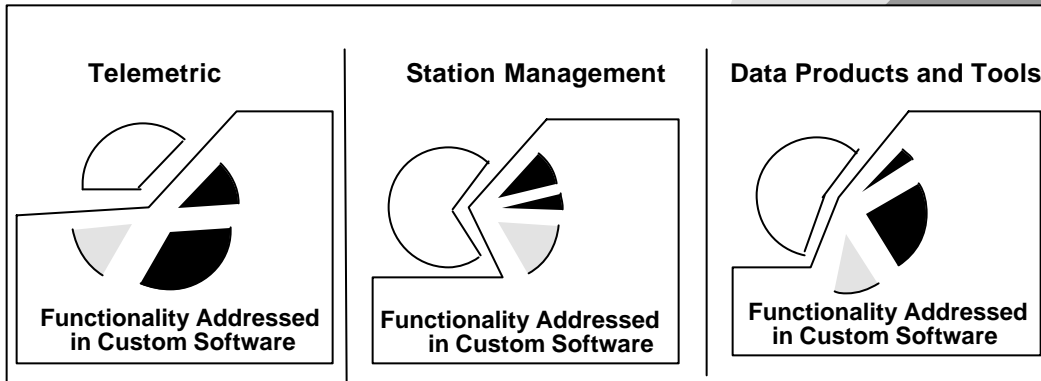 Telemetric
Functionality Addressed
in Custom Software
Station Management
Functionality Addressed
in Custom Software
Data Products and Tools
Functionality Addressed
in Custom Software